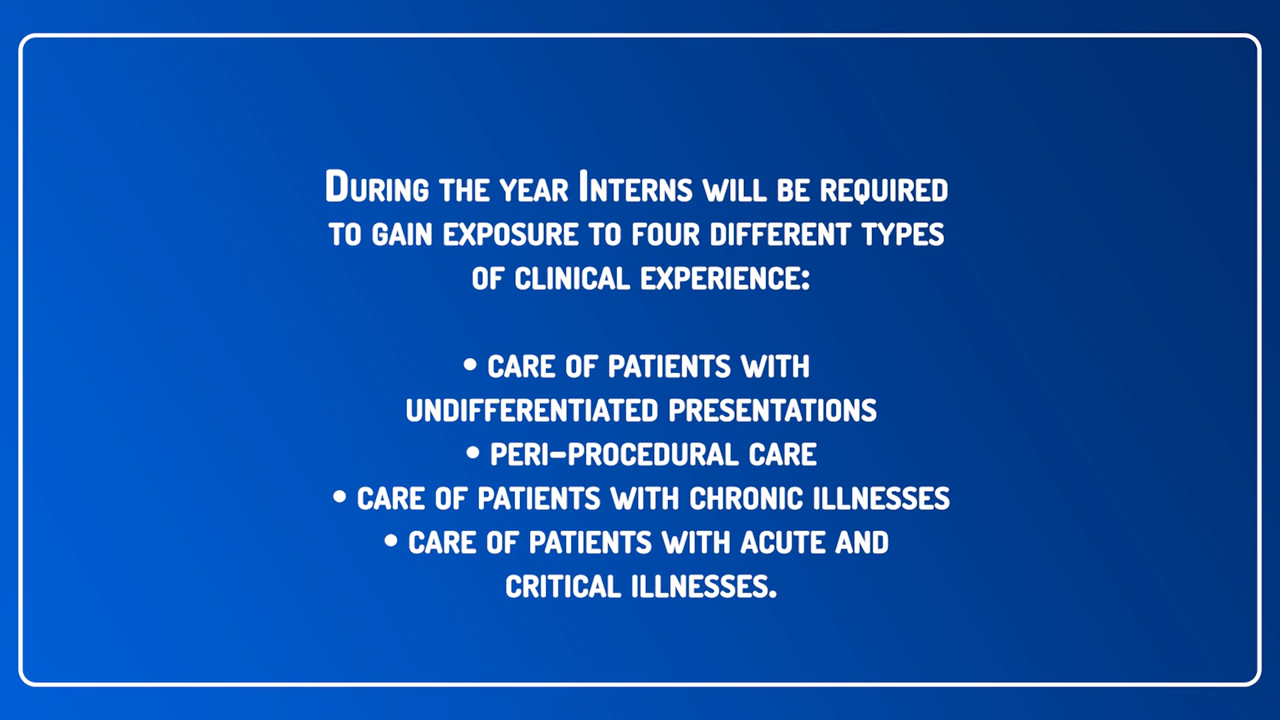 During the year Interns will be required
to gain exposure to four different types
of clinical experience:
• care of patients with
undifferentiated presentations
• peri-procedural care
• care of patients with chronic illnesses
• care of patients with acute and
critical illnesses.